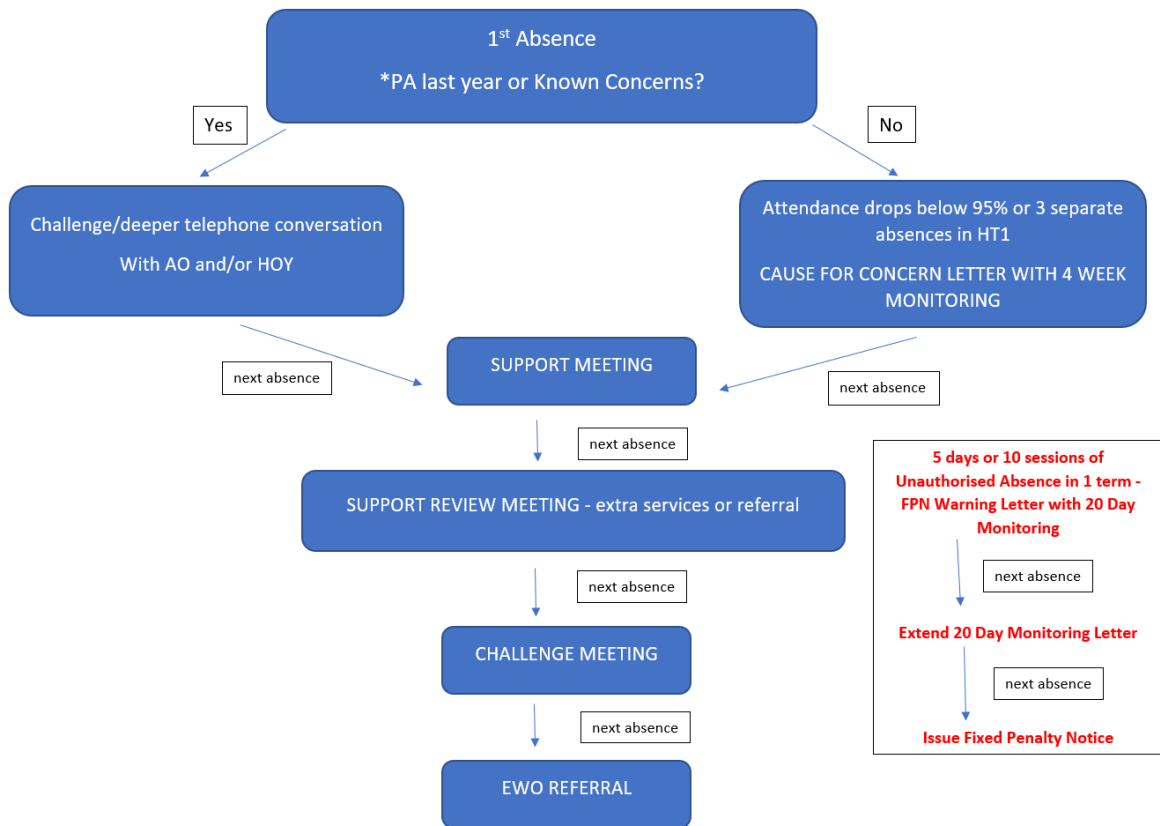 1st Absence
*PA last year or Known Concerns?
Yes
No
Challenge/deeper telephone conversation
With AO and/or HOY
Attendance drops below 95% or 3 separate
absences in HT1
CAUSE FOR CONCERN LETTER WITH 4 WEEK
MONITORING
next absence
SUPPORT MEETING
next absence
next absence
SUPPORT REVIEW MEETING - extra services or referral
next absence
CHALLENGE MEETING
next absence
EWO REFERRAL
5 days or 10 sessions of
Unauthorised Absence in 1 term -
FPN Warning Letter with 20 Day
Monitoring
next absence
Extend 20 Day Monitoring Letter
next absence
Issue Fixed Penalty Notice